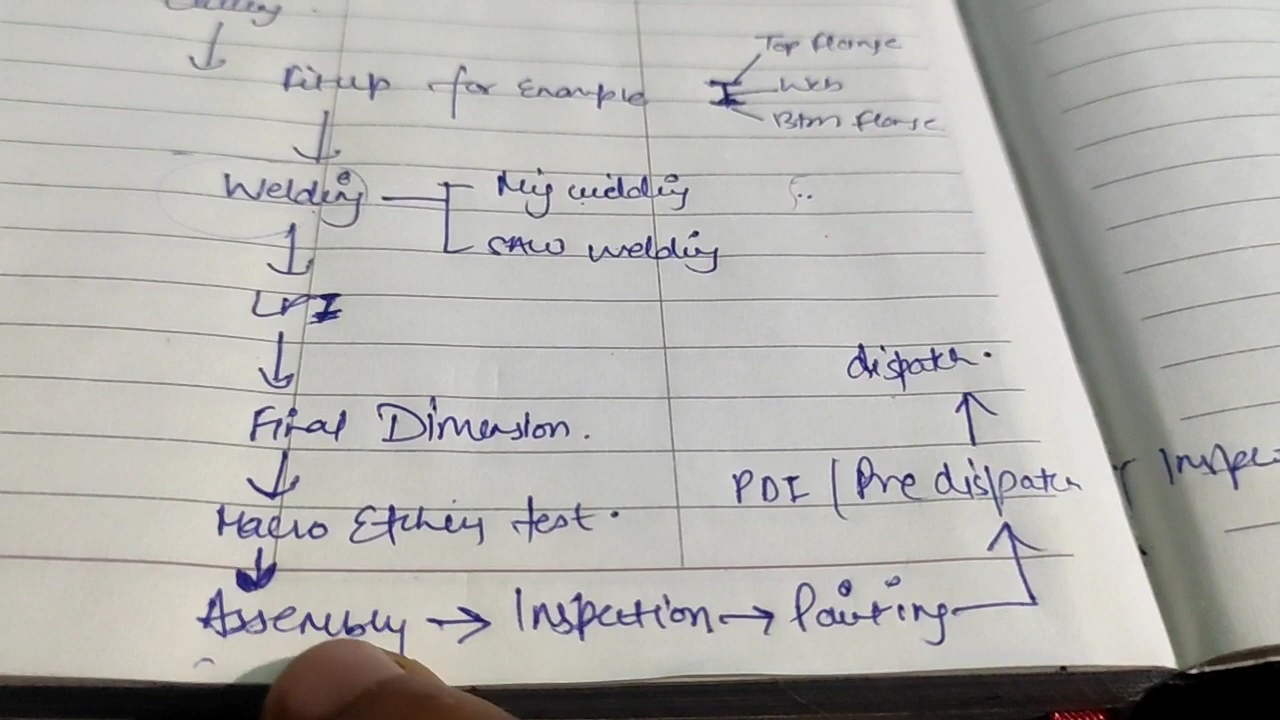 Top flange
Fitup for Example
Web
Btm flange
Welding
Mig welding
SAW welding
LPI
dispatch.
Final Dimension.
PDI (Pre dispatch
Inspec
Macro Etching test.
Assembly → Inspection → Painting